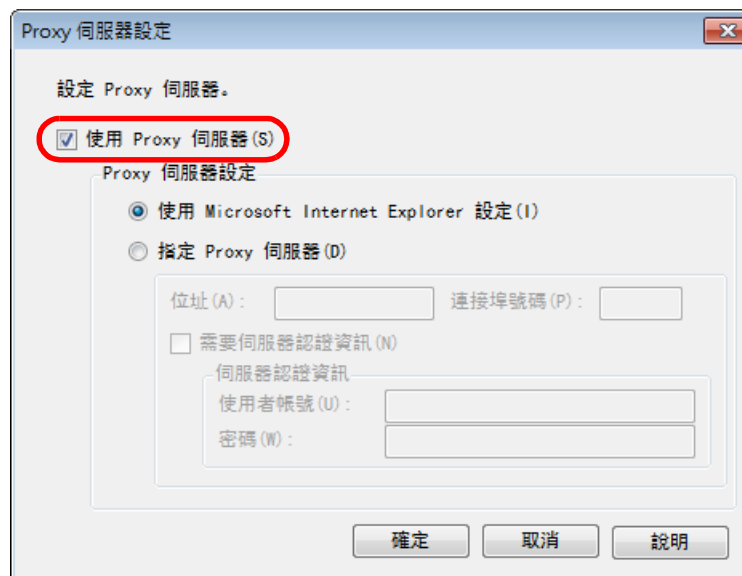 Proxy 伺服器設定
設定 Proxy 伺服器。
使用 Proxy 伺服器(S)
Proxy 伺服器設定
使用 Microsoft Internet Explorer 設定(I)
指定 Proxy 伺服器(D)
位址(A): 連接埠號碼(P):
需要伺服器認證資訊(N)
伺服器認證資訊
使用者帳號(U):
密碼(W):
確定 取消 說明